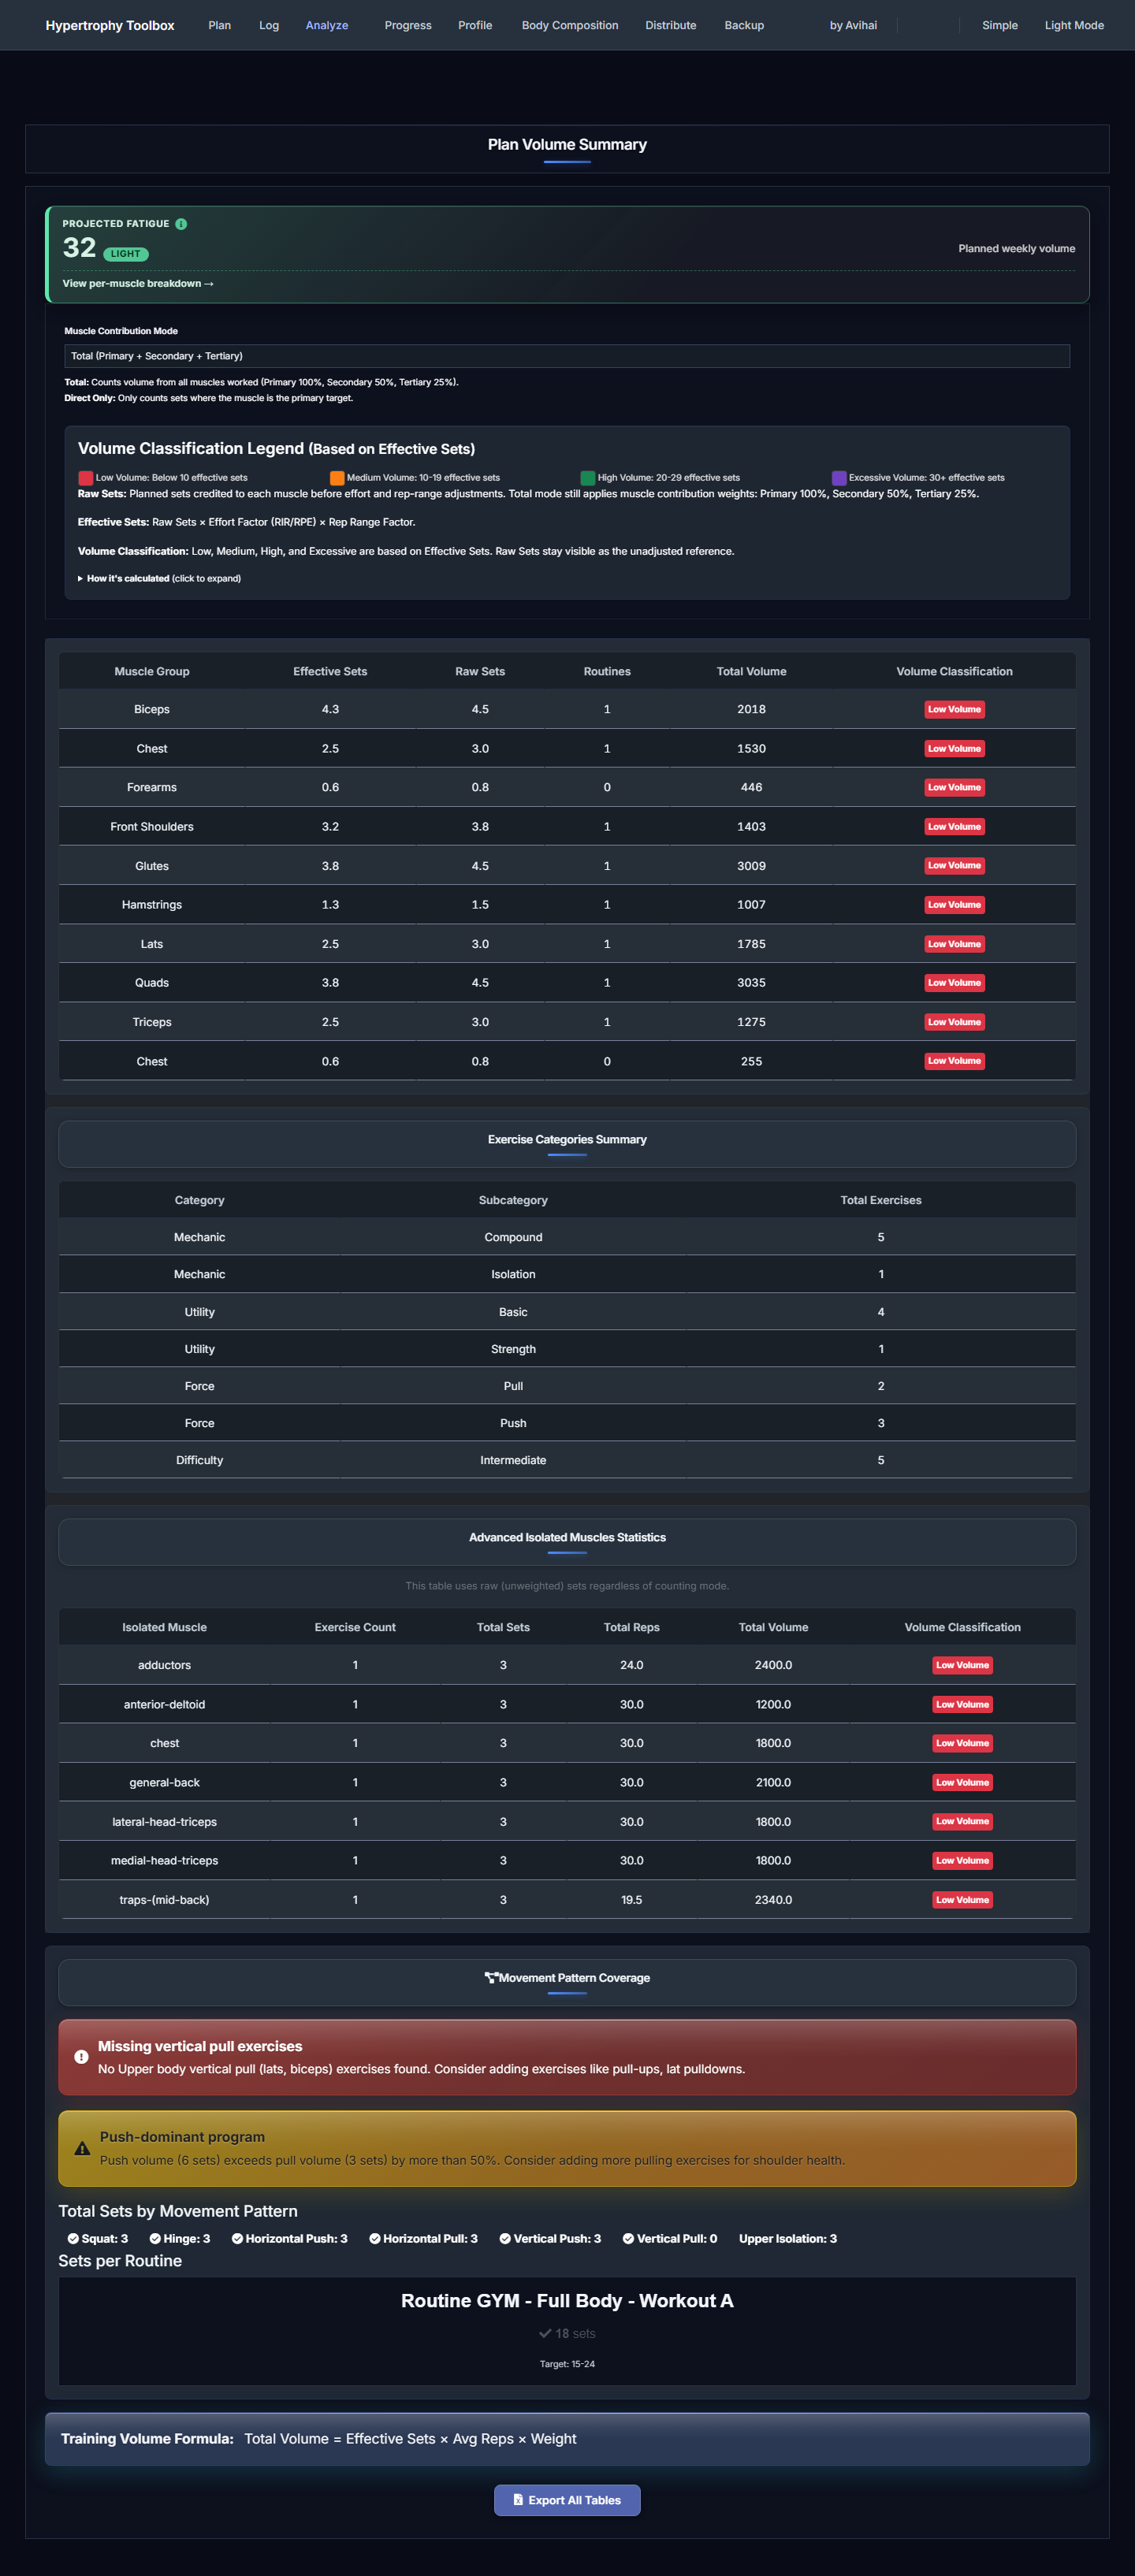 Hypertrophy Toolbox Plan Log Analyze Progress Profile Body Composition Distribute Backup by Avihai Simple Light Mode
Plan Volume Summary
PROJECTED FATIGUE
32 LIGHT
Planned weekly volume
View per-muscle breakdown →
Muscle Contribution Mode
Total (Primary + Secondary + Tertiary)
Total: Counts volume from all muscles worked (Primary 100%, Secondary 50%, Tertiary 25%).
Direct Only: Only counts sets where the muscle is the primary target.
Volume Classification Legend (Based on Effective Sets)
Low Volume: Below 10 effective sets Medium Volume: 10-19 effective sets High Volume: 20-29 effective sets Excessive Volume: 30+ effective sets
Raw Sets: Planned sets credited to each muscle before effort and rep-range adjustments. Total mode still applies muscle contribution weights: Primary 100%, Secondary 50%, Tertiary 25%.
Effective Sets: Raw Sets × Effort Factor (RIR/RPE) × Rep Range Factor.
Volume Classification: Low, Medium, High, and Excessive are based on Effective Sets. Raw Sets stay visible as the unadjusted reference.
How it's calculated (click to expand)
Muscle Group Effective Sets Raw Sets Routines Total Volume Volume Classification
Biceps 4.3 4.5 1 2018 Low Volume
Chest 2.5 3.0 1 1530 Low Volume
Forearms 0.6 0.8 0 446 Low Volume
Front Shoulders 3.2 3.8 1 1403 Low Volume
Glutes 3.8 4.5 1 3009 Low Volume
Hamstrings 1.3 1.5 1 1007 Low Volume
Lats 2.5 3.0 1 1785 Low Volume
Quads 3.8 4.5 1 3035 Low Volume
Triceps 2.5 3.0 1 1275 Low Volume
Chest 0.6 0.8 0 255 Low Volume
Exercise Categories Summary
Category Subcategory Total Exercises
Mechanic Compound 5
Mechanic Isolation 1
Utility Basic 4
Utility Strength 1
Force Pull 2
Force Push 3
Difficulty Intermediate 5
Advanced Isolated Muscles Statistics
This table uses raw (unweighted) sets regardless of counting mode.
Isolated Muscle Exercise Count Total Sets Total Reps Total Volume Volume Classification
adductors 1 3 24.0 2400.0 Low Volume
anterior-deltoid 1 3 30.0 1200.0 Low Volume
chest 1 3 30.0 1800.0 Low Volume
general-back 1 3 30.0 2100.0 Low Volume
lateral-head-triceps 1 3 30.0 1800.0 Low Volume
medial-head-triceps 1 3 30.0 1800.0 Low Volume
traps-(mid-back) 1 3 19.5 2340.0 Low Volume
Movement Pattern Coverage
Missing vertical pull exercises
No Upper body vertical pull (lats, biceps) exercises found. Consider adding exercises like pull-ups, lat pulldowns.
Push-dominant program
Push volume (6 sets) exceeds pull volume (3 sets) by more than 50%. Consider adding more pulling exercises for shoulder health.
Total Sets by Movement Pattern
Squat: 3 Hinge: 3 Horizontal Push: 3 Horizontal Pull: 3 Vertical Push: 3 Vertical Pull: 0 Upper Isolation: 3
Sets per Routine
Routine GYM - Full Body - Workout A
18 sets
Target: 15-24
Training Volume Formula: Total Volume = Effective Sets × Avg Reps × Weight
Export All Tables